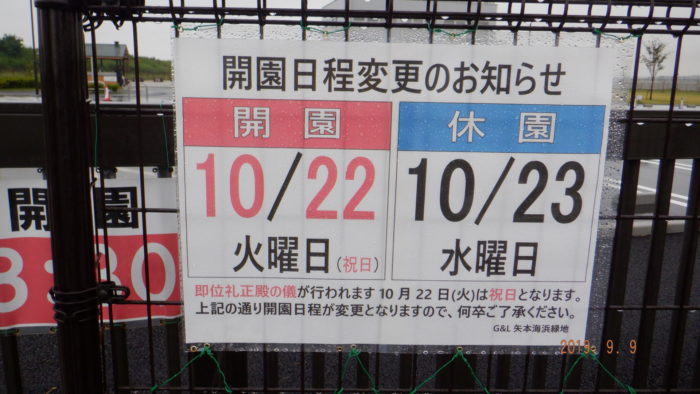 開園日程変更のお知らせ
開園
10/22
火曜日(祝日)
休園
10/23
水曜日
即位礼正殿の儀が行われます10月22日(火)は祝日となります。
上記の通り開園日程が変更となりますので、何卒ご了承ください。
G&L 矢本海浜緑地
開園
8:30
2019. 9. 9